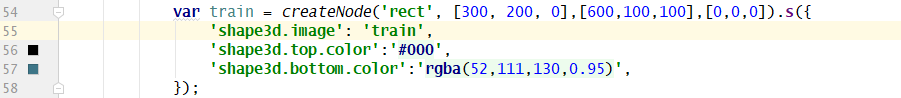 54 var train = createNode('rect', [300, 200, 0],[600,100,100],[0,0,0]).s({
55 'shape3d.image': 'train',
56 'shape3d.top.color':'#000',
57 'shape3d.bottom.color':'rgba(52,111,130,0.95)',
58 });